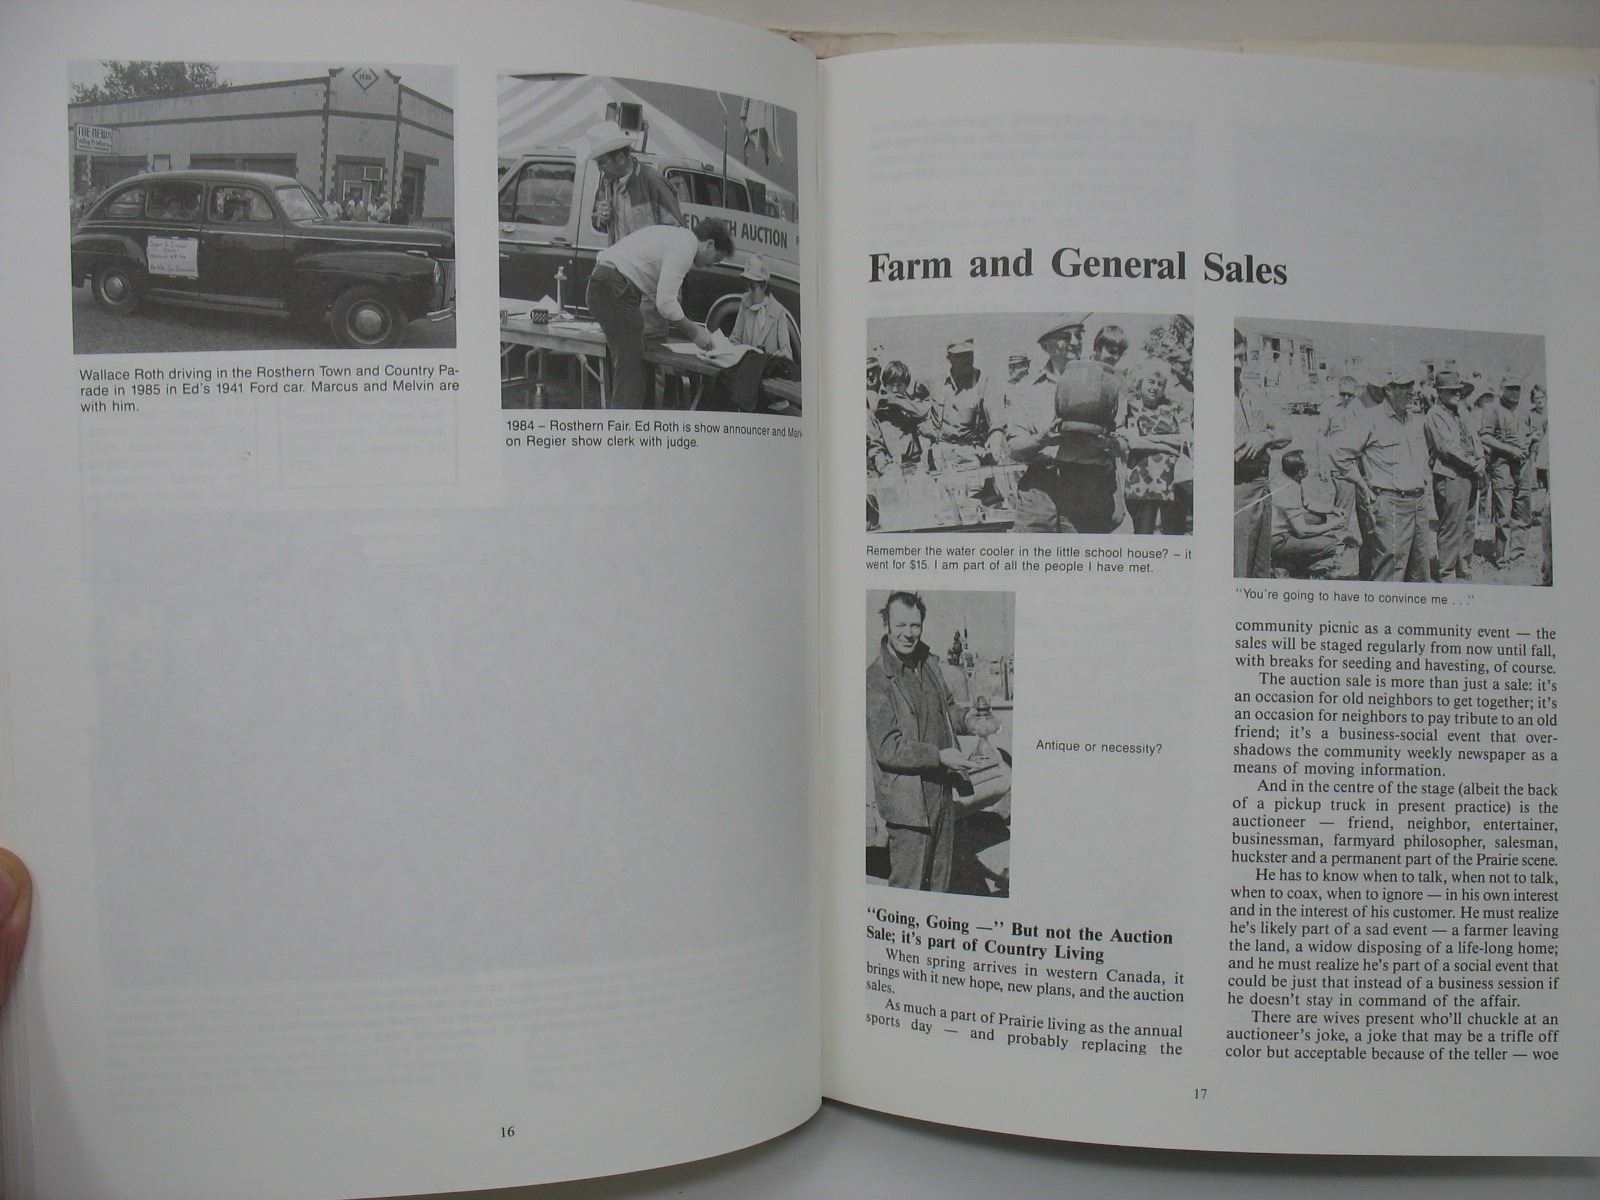 THE NEWS
Wallace Roth driving in the Rosthern Town and Country Pa-
rade in 1985 in Ed's 1941 Ford car. Marcus and Melvin are
with him.
ED ROTH AUCTION
1984 – Rosthern Fair. Ed Roth is show announcer and Mari-
on Regier show clerk with judge.
16
Farm and General Sales
Remember the water cooler in the little school house? – it
went for $15. I am part of all the people I have met.
Antique or necessity?
"Going, Going —" But not the Auction
Sale; it's part of Country Living
When spring arrives in western Canada, it
brings with it new hope, new plans, and the auction
sales.
As much a part of Prairie living as the annual
sports day — and probably replacing the
"You're going to have to convince me . . ."
community picnic as a community event — the
sales will be staged regularly from now until fall,
with breaks for seeding and havesting, of course.
The auction sale is more than just a sale: it's
an occasion for old neighbors to get together; it's
an occasion for neighbors to pay tribute to an old
friend; it's a business-social event that over-
shadows the community weekly newspaper as a
means of moving information.
And in the centre of the stage (albeit the back
of a pickup truck in present practice) is the
auctioneer — friend, neighbor, entertainer,
businessman, farmyard philosopher, salesman,
huckster and a permanent part of the Prairie scene.
He has to know when to talk, when not to talk,
when to coax, when to ignore — in his own interest
and in the interest of his customer. He must realize
he's likely part of a sad event — a farmer leaving
the land, a widow disposing of a life-long home;
and he must realize he's part of a social event that
could be just that instead of a business session if
he doesn't stay in command of the affair.
There are wives present who'll chuckle at an
auctioneer's joke, a joke that may be a trifle off
color but acceptable because of the teller — woe
17